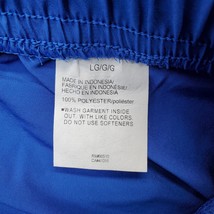 LG/G/G
MADE IN INDONESIA/
FABRIQUE EN INDONESIE/
HECHO EN INDONESIA
100% POLYESTER/poliéster
*WASH GARMENT INSIDE
OUT. WITH LIKE COLORS
DO NOT USE SOFTENERS